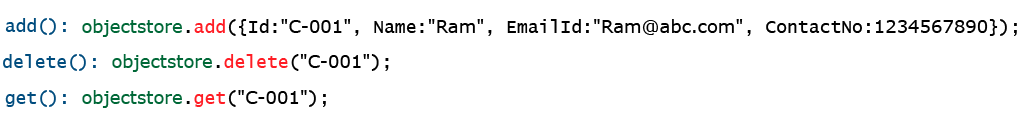 add(): objectstore.add({Id:"C-001", Name:"Ram", EmailId:"Ram@abc.com", ContactNo:1234567890});
delete(): objectstore.delete("C-001");
get(): objectstore.get("C-001");